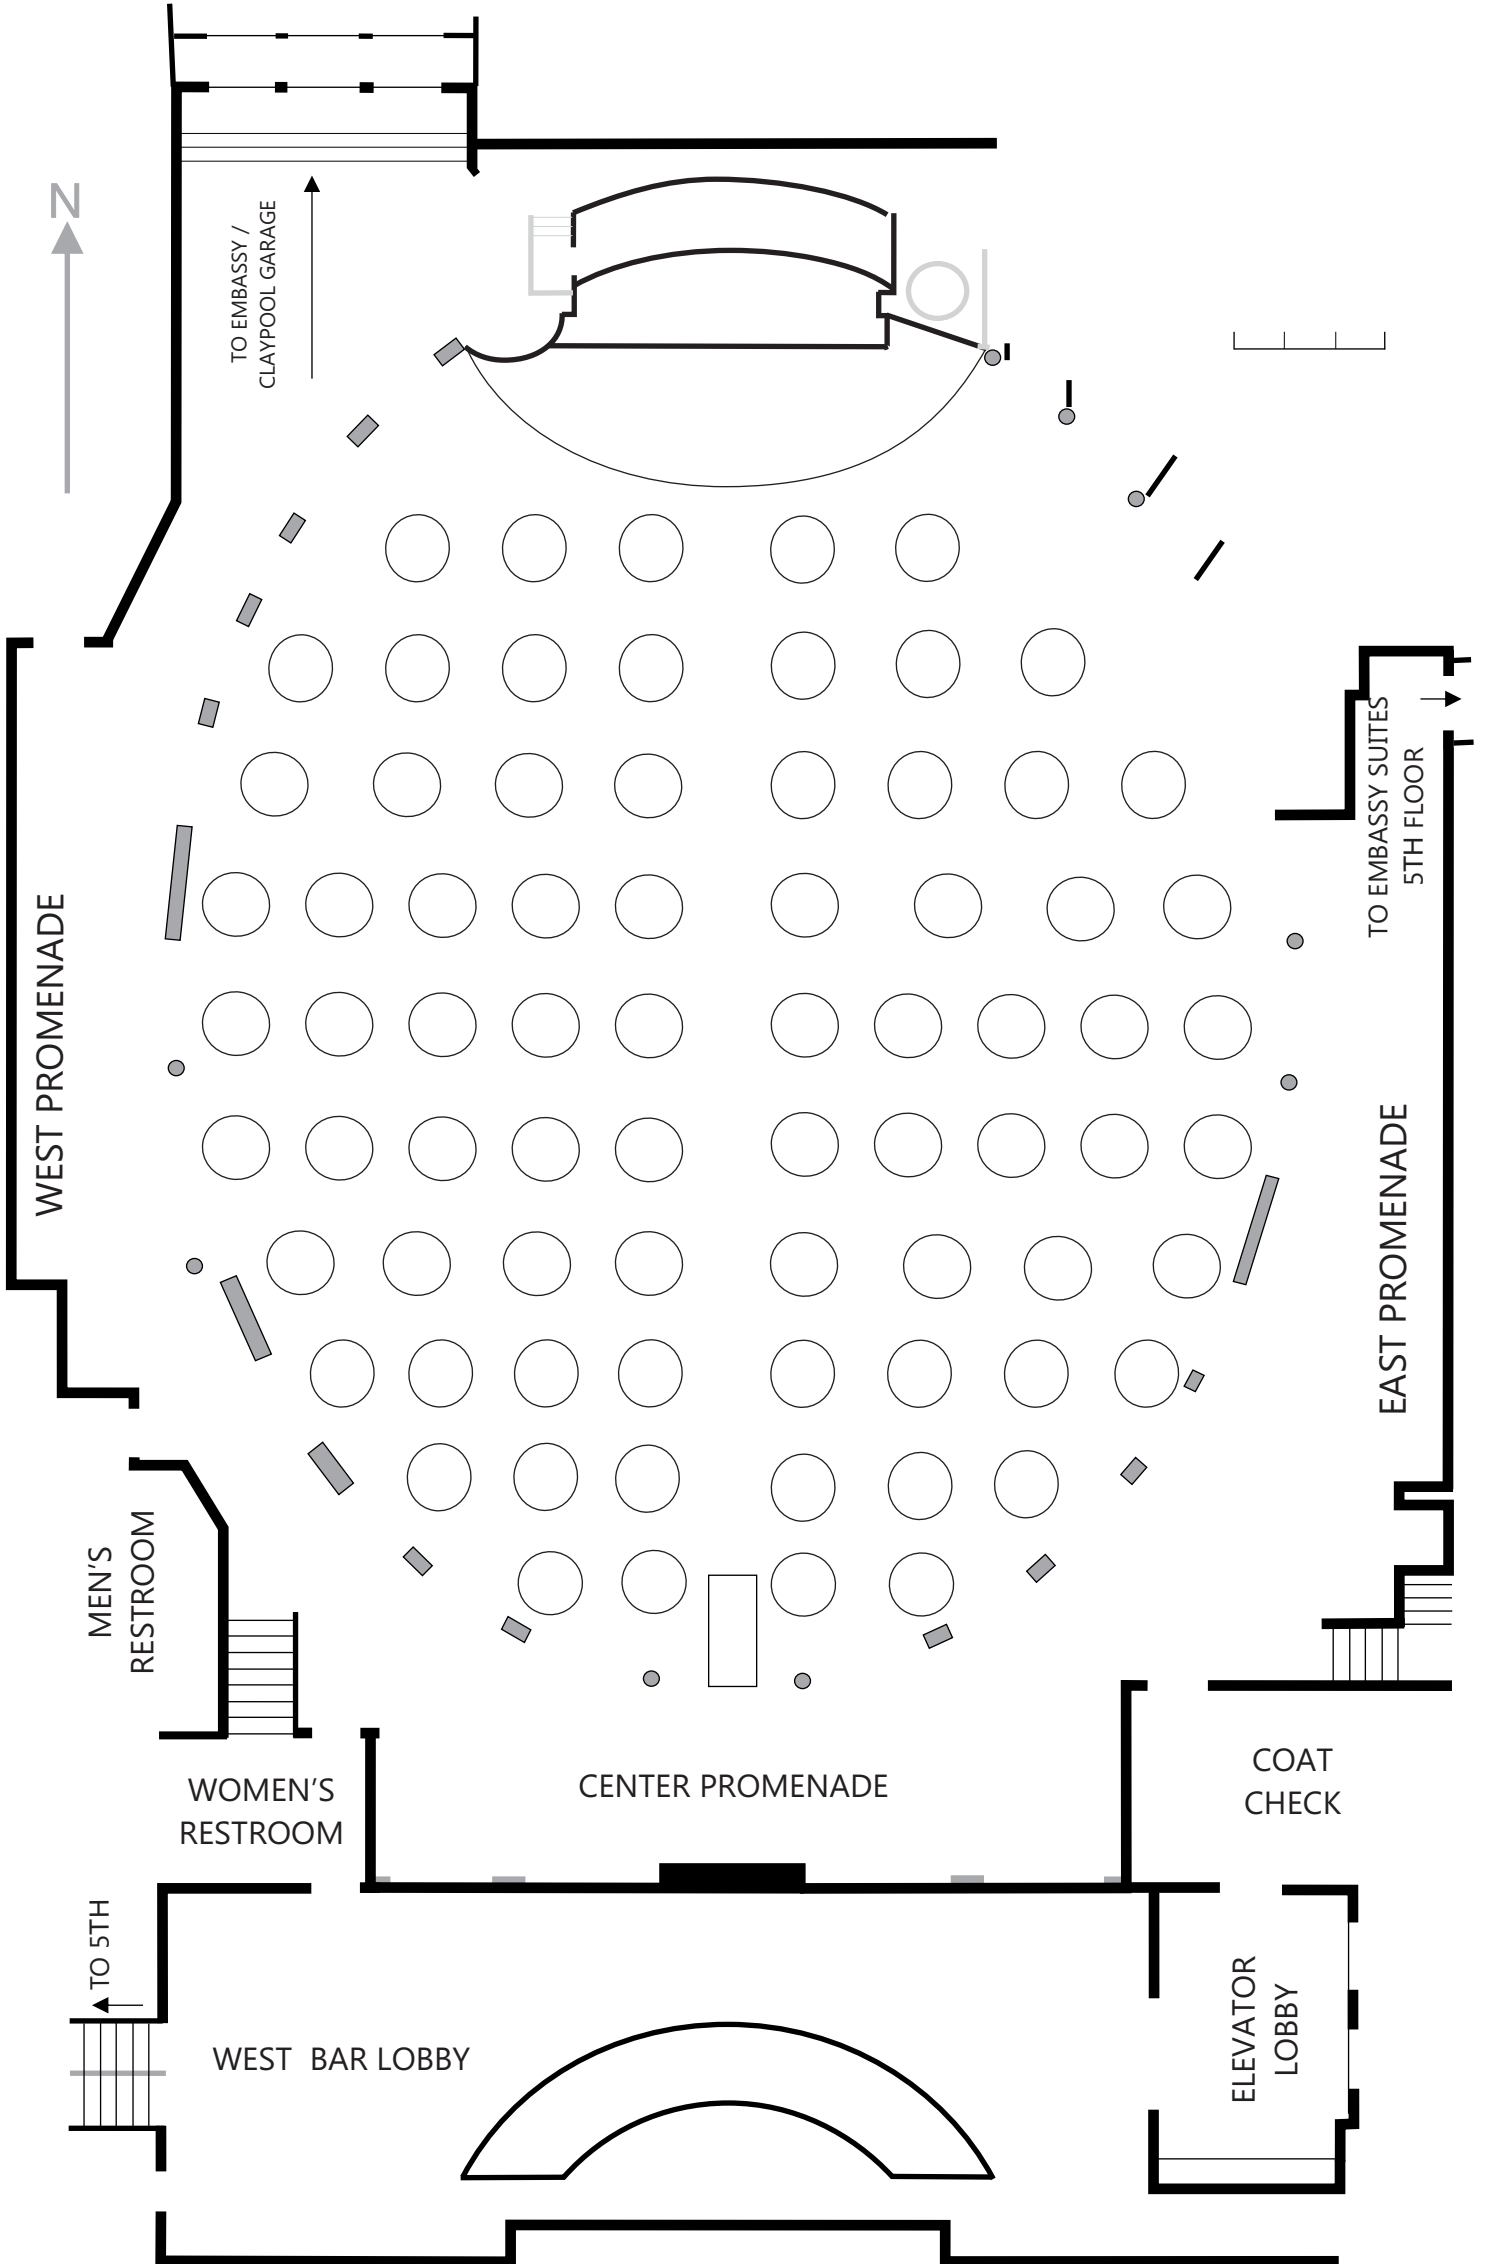 N
TO EMBASSY /
CLAYPOOL GARAGE
TO EMBASSY SUITES
5TH FLOOR
WEST PROMENADE
EAST PROMENADE
MEN'S
RESTROOM
WOMEN'S
RESTROOM
CENTER PROMENADE
COAT
CHECK
TO 5TH
WEST BAR LOBBY
ELEVATOR
LOBBY